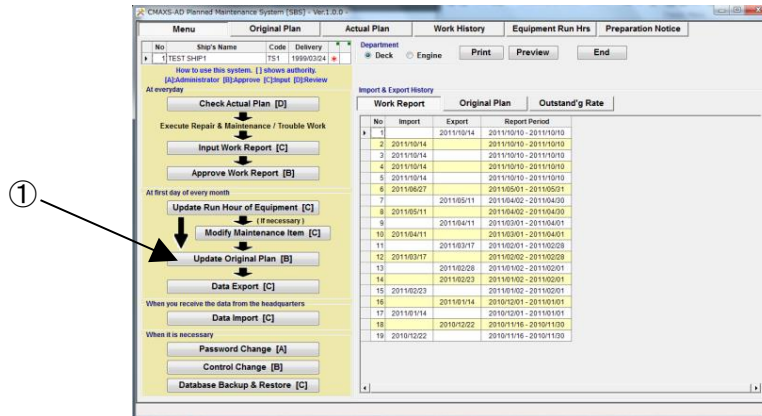 CMAXS-AD Planned Maintenance System [SBS] - Ver.1.0.0 -
Menu Original Plan Actual Plan Work History Equipment Run Hrs Preparation Notice
No Ship's Name Code Delivery
1 TEST SHIP1 TS1 1999/03/24
Department
Deck Engine Print Preview End
How to use this system. [ ] shows authority.
[A]:Administrator [B]:Approve [C]:Input [D]:Review
At everyday
Check Actual Plan [D]
Execute Repair & Maintenance / Trouble Work
Input Work Report [C]
Approve Work Report [B]
At first day of every month
Update Run Hour of Equipment [C]
( if necessary )
Modify Maintenance Item [C]
①
Update Original Plan [B]
Data Export [C]
When you receive the data from the headquarters
Data Import [C]
When it is necessary
Password Change [A]
Control Change [B]
Database Backup & Restore [C]
Import & Export History
Work Report Original Plan Outstand'g Rate
No Import Export Report Period
1 2011/10/14 2011/10/10 - 2011/10/10
2 2011/10/14 2011/10/10 - 2011/10/10
3 2011/10/14 2011/10/10 - 2011/10/10
4 2011/10/14 2011/10/10 - 2011/10/10
5 2011/10/14 2011/10/10 - 2011/10/10
6 2011/06/27 2011/05/01 - 2011/05/31
7 2011/05/11 2011/04/02 - 2011/04/30
8 2011/05/11 2011/04/02 - 2011/04/30
9 2011/04/11 2011/03/01 - 2011/04/01
10 2011/04/11 2011/03/01 - 2011/04/01
11 2011/03/17 2011/02/01 - 2011/02/28
12 2011/03/17 2011/02/02 - 2011/02/28
13 2011/02/28 2011/01/02 - 2011/02/01
14 2011/02/23 2011/01/02 - 2011/02/01
15 2011/02/23 2011/01/02 - 2011/02/01
16 2011/01/14 2010/12/01 - 2011/01/01
17 2011/01/14 2010/12/01 - 2011/01/01
18 2010/12/22 2010/11/16 - 2010/11/30
19 2010/12/22 2010/11/16 - 2010/11/30